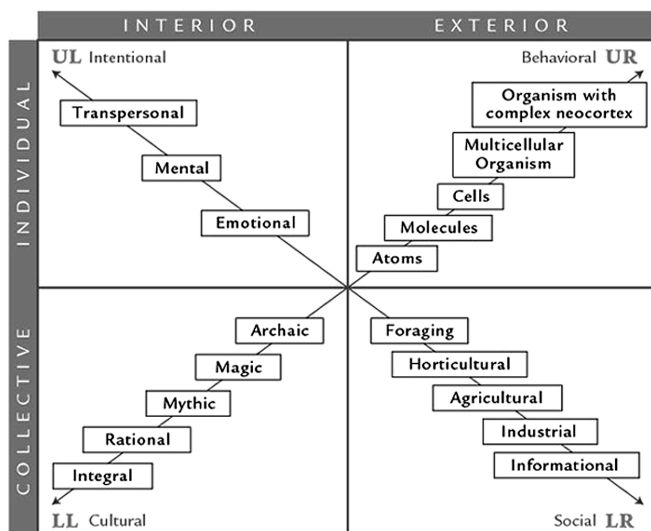 INTERIOR
EXTERIOR
INDIVIDUAL
UL Intentional
Transpersonal
Mental
Emotional
Behavioral UR
Organism with
complex neocortex
Multicellular
Organism
Cells
Molecules
Atoms
COLLECTIVE
Archaic
Magic
Mythic
Rational
Integral
LL Cultural
Foraging
Horticultural
Agricultural
Industrial
Informational
Social LR